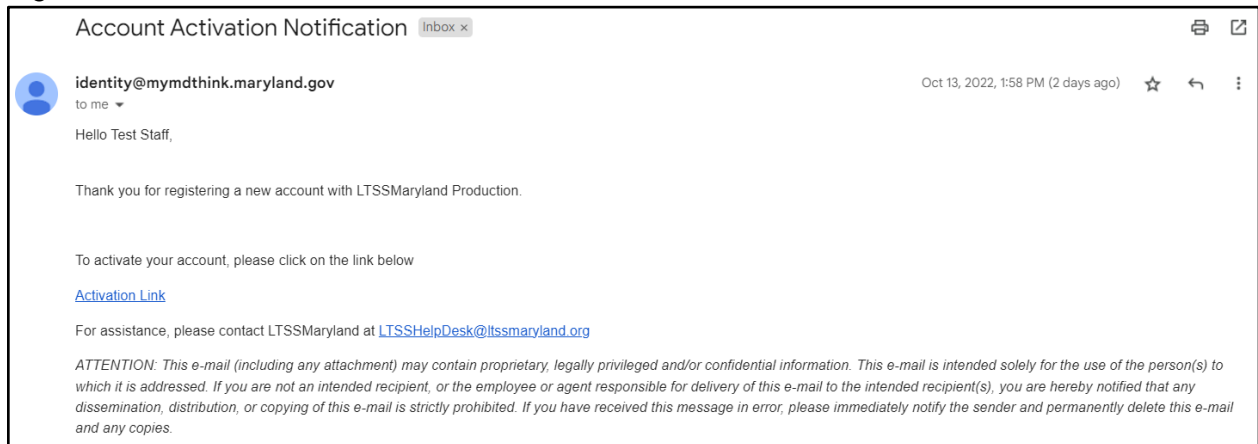 Account Activation Notification Inbox ×
identity@mymdthink.maryland.gov Oct 13, 2022, 1:58 PM (2 days ago)
to me
Hello Test Staff,
Thank you for registering a new account with LTSSMaryland Production.
To activate your account, please click on the link below
Activation Link
For assistance, please contact LTSSMaryland at LTSSHelpDesk@ltssmaryland.org
ATTENTION: This e-mail (including any attachment) may contain proprietary, legally privileged and/or confidential information. This e-mail is intended solely for the use of the person(s) to
which it is addressed. If you are not an intended recipient, or the employee or agent responsible for delivery of this e-mail to the intended recipient(s), you are hereby notified that any
dissemination, distribution, or copying of this e-mail is strictly prohibited. If you have received this message in error, please immediately notify the sender and permanently delete this e-mail
and any copies.